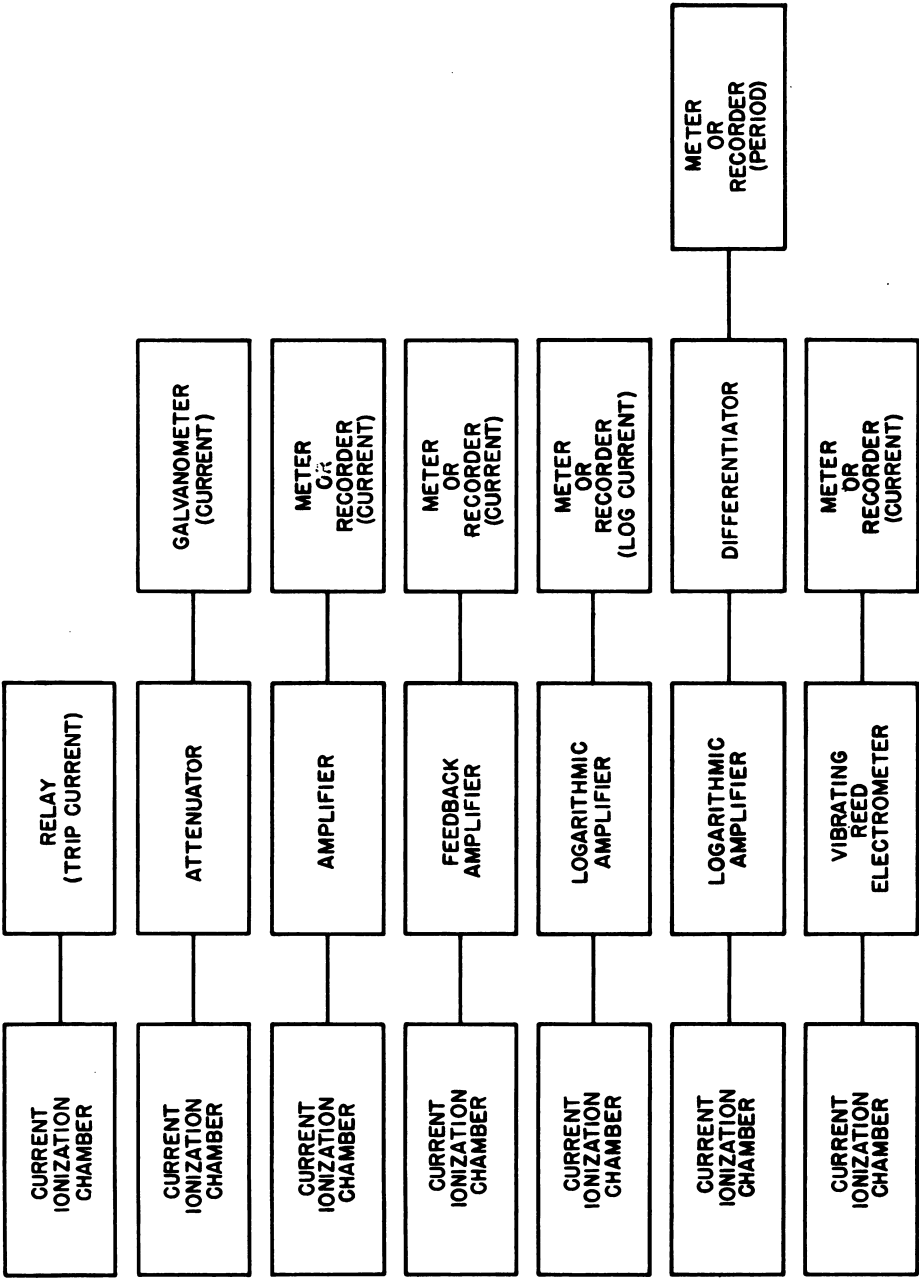 CURRENT
IONIZATION
CHAMBER
RELAY
(TRIP CURRENT)
CURRENT
IONIZATION
CHAMBER
ATTENUATOR
GALVANOMETER
(CURRENT)
CURRENT
IONIZATION
CHAMBER
AMPLIFIER
METER
OR
RECORDER
(CURRENT)
CURRENT
IONIZATION
CHAMBER
FEEDBACK
AMPLIFIER
METER
OR
RECORDER
(CURRENT)
CURRENT
IONIZATION
CHAMBER
LOGARITHMIC
AMPLIFIER
METER
OR
RECORDER
(LOG CURRENT)
CURRENT
IONIZATION
CHAMBER
LOGARITHMIC
AMPLIFIER
DIFFERENTIATOR
METER
OR
RECORDER
(PERIOD)
CURRENT
IONIZATION
CHAMBER
VIBRATING
REED
ELECTROMETER
METER
OR
RECORDER
(CURRENT)